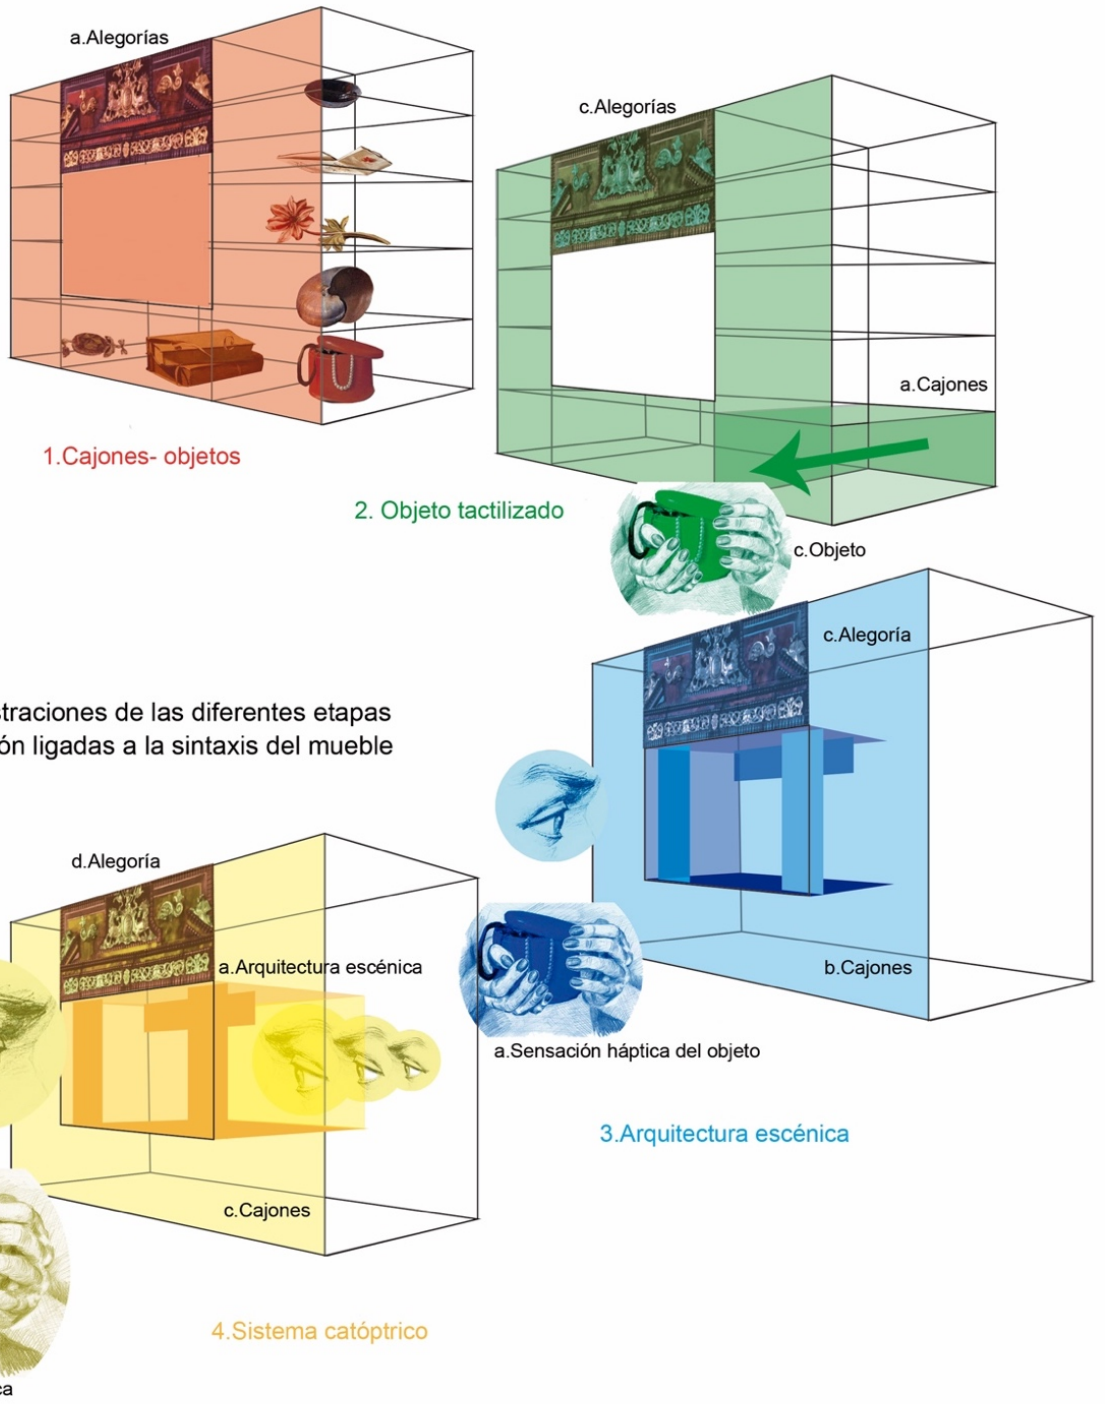 a.Alegorías
c.Alegorías
a.Cajones
1.Cajones- objetos
2. Objeto tactilizado
c.Objeto
c.Alegoría
straciones de las diferentes etapas
ón ligadas a la sintaxis del mueble
d.Alegoría
a.Arquitectura escénica
b.Cajones
a.Sensación háptica del objeto
3.Arquitectura escénica
c.Cajones
4.Sistema catóptrico
ca